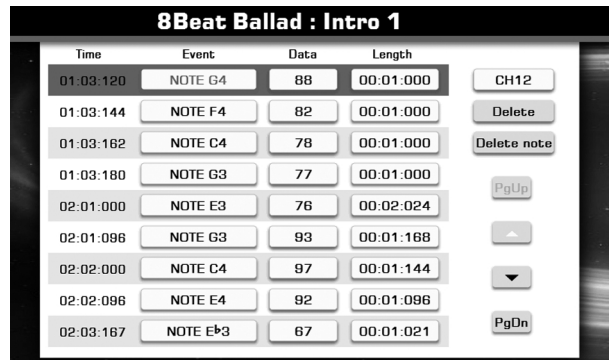 8Beat Ballad : Intro 1
Time Event Data Length
01:03:120 NOTE G4 88 00:01:000 CH12
01:03:144 NOTE F4 82 00:01:000 Delete
01:03:162 NOTE C4 78 00:01:000 Delete note
01:03:180 NOTE G3 77 00:01:000 PgUp
02:01:000 NOTE E3 76 00:02:024
02:01:096 NOTE G3 93 00:01:168
02:02:000 NOTE C4 97 00:01:144
02:02:096 NOTE E4 92 00:01:096
02:03:167 NOTE E♭3 67 00:01:021 PgDn